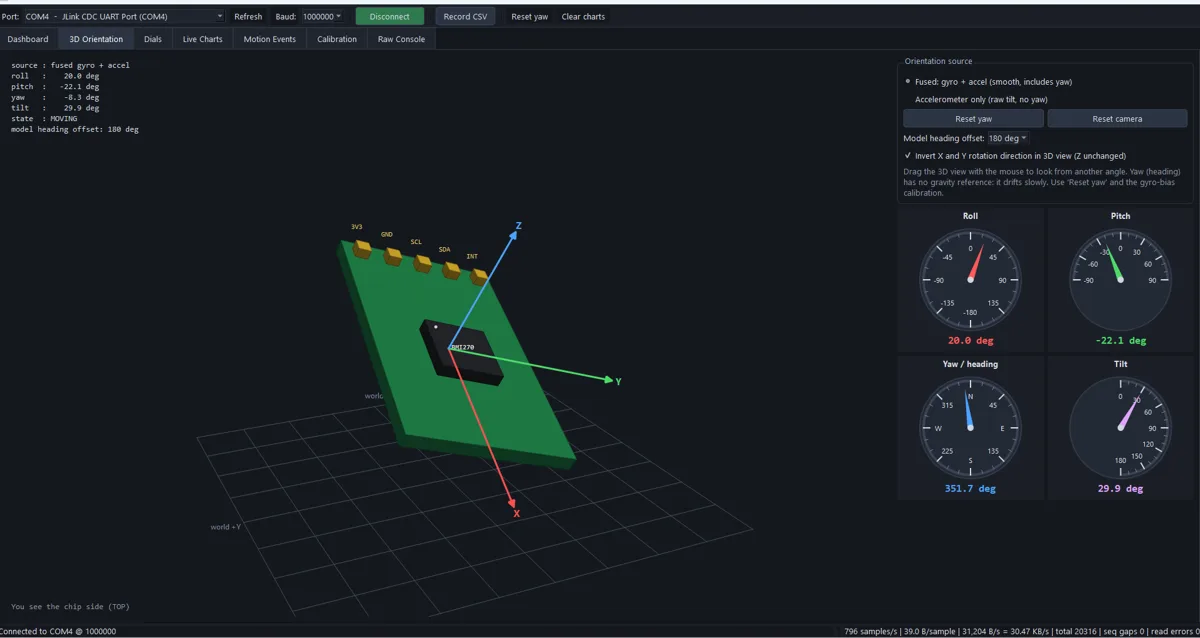 Port: COM4 - JLink CDC UART Port (COM4) Refresh Baud: 1000000 Disconnect Record CSV Reset yaw Clear charts
Dashboard 3D Orientation Dials Live Charts Motion Events Calibration Raw Console
source : fused gyro + accel
roll : 20.0 deg
pitch : -22.1 deg
yaw : -8.3 deg
tilt : 29.9 deg
state : MOVING
model heading offset: 180 deg
3V3
GND
SCL
SDA
INT
Z
BMI270
Y
X
world +Y
You see the chip side (TOP)
Orientation source
Fused: gyro + accel (smooth, includes yaw)
Accelerometer only (raw tilt, no yaw)
Reset yaw Reset camera
Model heading offset: 180 deg
✓ Invert X and Y rotation direction in 3D view (Z unchanged)
Drag the 3D view with the mouse to look from another angle. Yaw (heading)
has no gravity reference: it drifts slowly. Use 'Reset yaw' and the gyro-bias
calibration.
Roll
0
-45 45
-90 90
-135 135
-180
20.0 deg
Pitch
-30 0 30
-60 60
-90 90
-22.1 deg
Yaw / heading
N
315 45
W E
225 135
S
351.7 deg
Tilt
0 30
60
90
120
180 150
29.9 deg
Connected to COM4 @ 1000000
796 samples/s | 39.0 B/sample | 31,204 B/s = 30.47 KB/s | total 20316 | seq gaps 0 | read errors 0